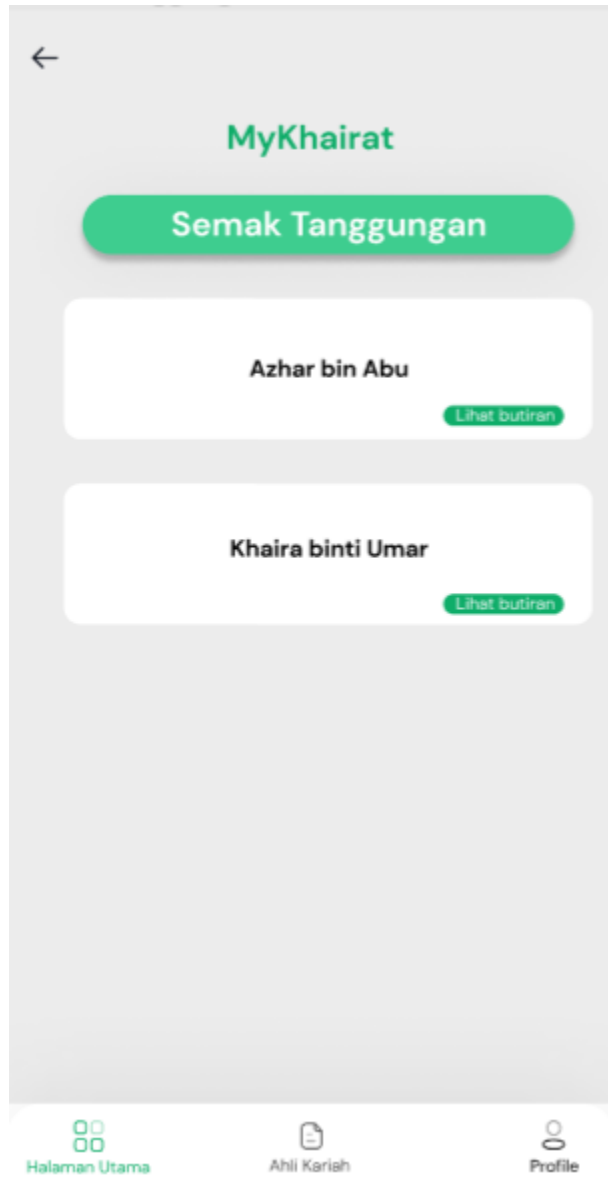 MyKhairat
Semak Tanggungan
Azhar bin Abu
Lihat butiran
Khaira binti Umar
Lihat butiran
Halaman Utama
Ahli Kariah
Profile